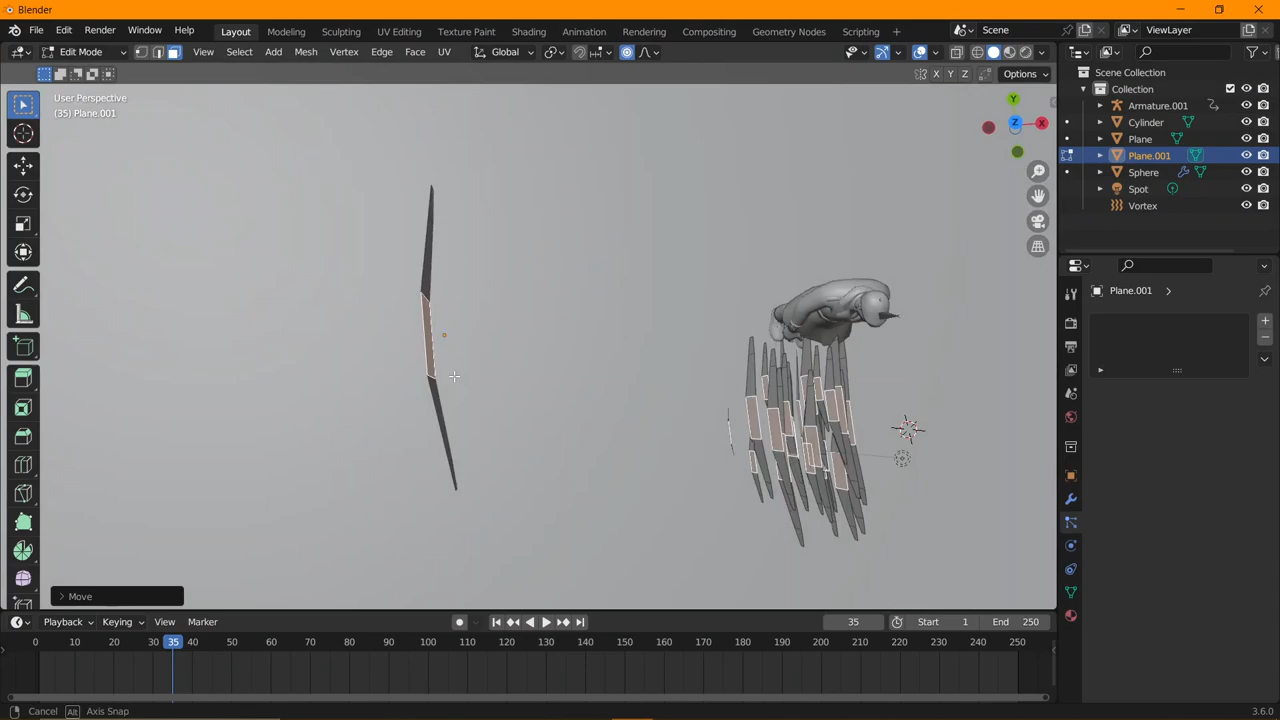 Blender
File Edit Render Window Help Layout Modeling Sculpting UV Editing Texture Paint Shading Animation Rendering Compositing Geometry Nodes Scripting + Scene ViewLayer
Edit Mode View Select Add Mesh Vertex Edge Face UV Global
X Y Z Options
User Perspective
(35) Plane.001
Y
Z X
Scene Collection
Collection
Armature.001
Cylinder
Plane
Plane.001
Sphere
Spot
Vortex
Plane.001
Move
Playback Keying View Marker 35 Start 1 End 250
0 10 20 30 35 40 50 60 70 80 90 100 110 120 130 140 150 160 170 180 190 200 210 220 230 240 250
Cancel Alt Axis Snap 3.6.0